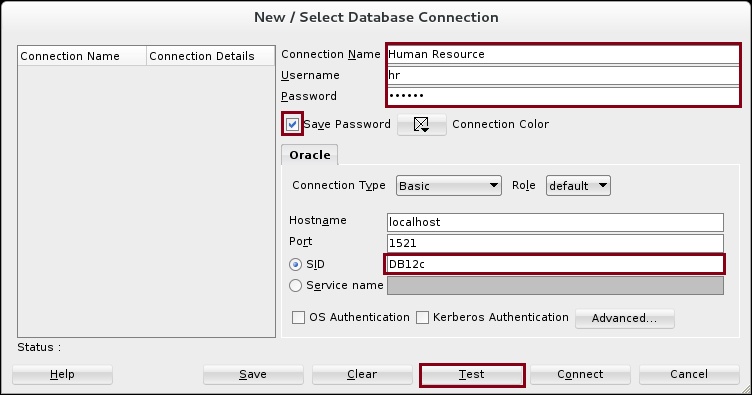 New / Select Database Connection
Connection Name Connection Details
Connection Name Human Resource
Username hr
Password ••••••
Save Password Connection Color
Oracle
Connection Type Basic Role default
Hostname localhost
Port 1521
SID DB12c
Service name
OS Authentication Kerberos Authentication Advanced...
Status :
Help Save Clear Test Connect Cancel